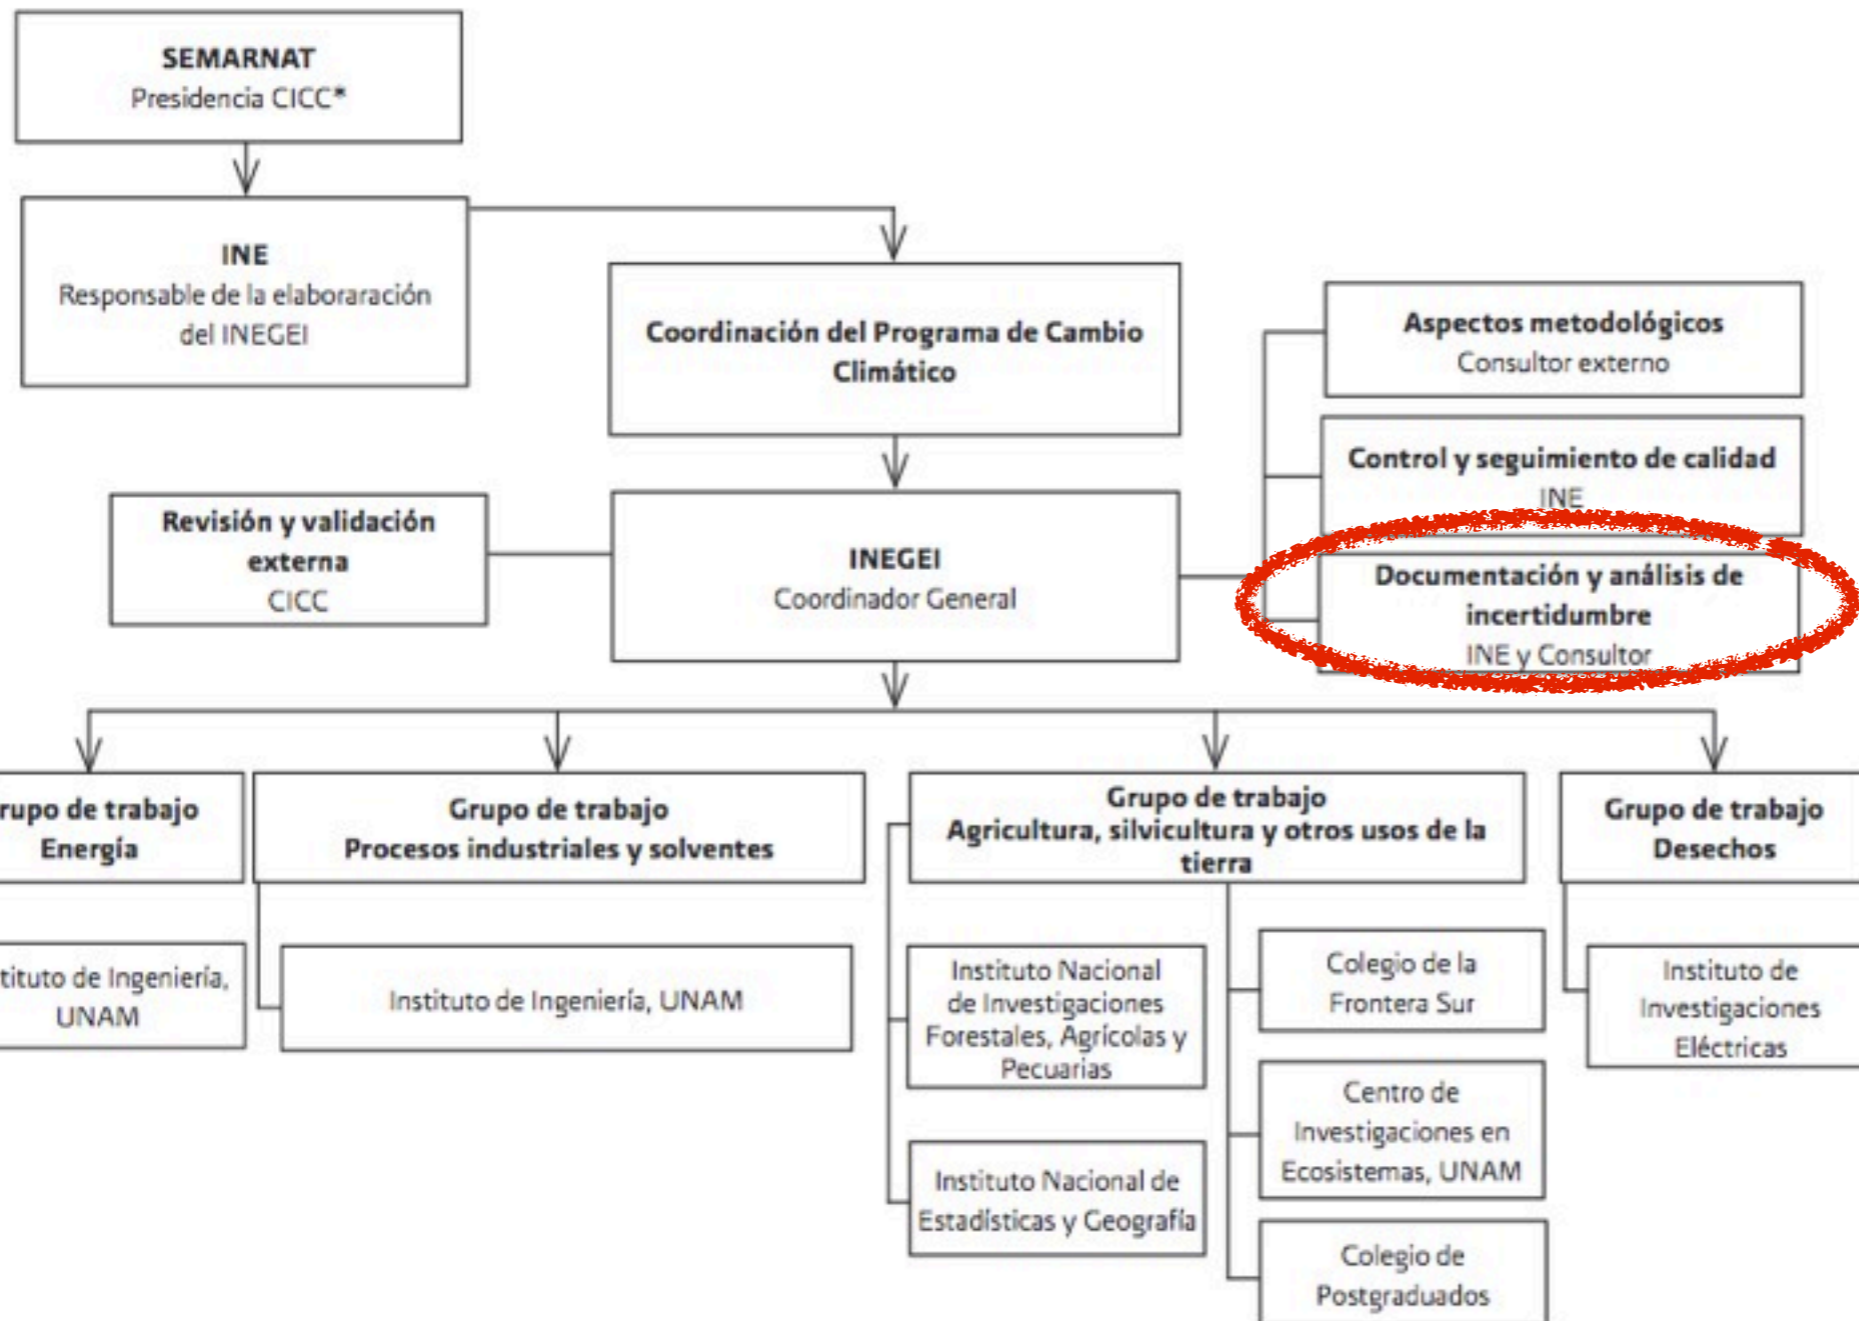 SEMARNAT
Presidencia CICC*
INE
Responsable de la elaboraración
del INEGEI
Coordinación del Programa de Cambio
Climático
Aspectos metodológicos
Consultor externo
Control y seguimiento de calidad
INE
Documentación y análisis de
incertidumbre
INE y Consultor
Revisión y validación
externa
CICC
INEGEI
Coordinador General
rupo de trabajo
Energía
Grupo de trabajo
Procesos industriales y solventes
Grupo de trabajo
Agricultura, silvicultura y otros usos de la
tierra
Grupo de trabajo
Desechos
tituto de Ingeniería,
UNAM
Instituto de Ingeniería, UNAM
Instituto Nacional
de Investigaciones
Forestales, Agrícolas y
Pecuarias
Instituto Nacional de
Estadísticas y Geografía
Colegio de la
Frontera Sur
Centro de
Investigaciones en
Ecosistemas, UNAM
Colegio de
Postgraduados
Instituto de
Investigaciones
Eléctricas